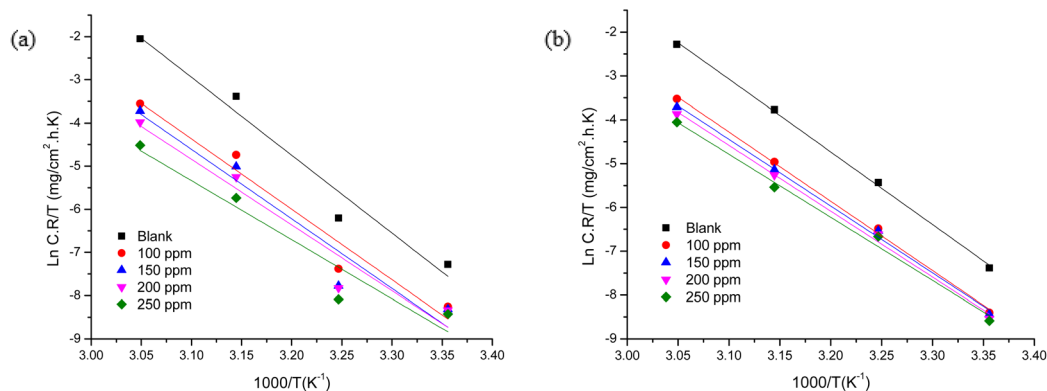 (a)
Ln C.R/T (mg/cm².h.K)
-2
-3
-4
-5
-6
-7
-8
-9
Blank
100 ppm
150 ppm
200 ppm
250 ppm
3.00 3.05 3.10 3.15 3.20 3.25 3.30 3.35 3.40
1000/T(K⁻¹)
(b)
Ln C.R/T (mg/cm².h.K)
-2
-3
-4
-5
-6
-7
-8
-9
Blank
100 ppm
150 ppm
200 ppm
250 ppm
3.00 3.05 3.10 3.15 3.20 3.25 3.30 3.35 3.40
1000/T(K⁻¹)